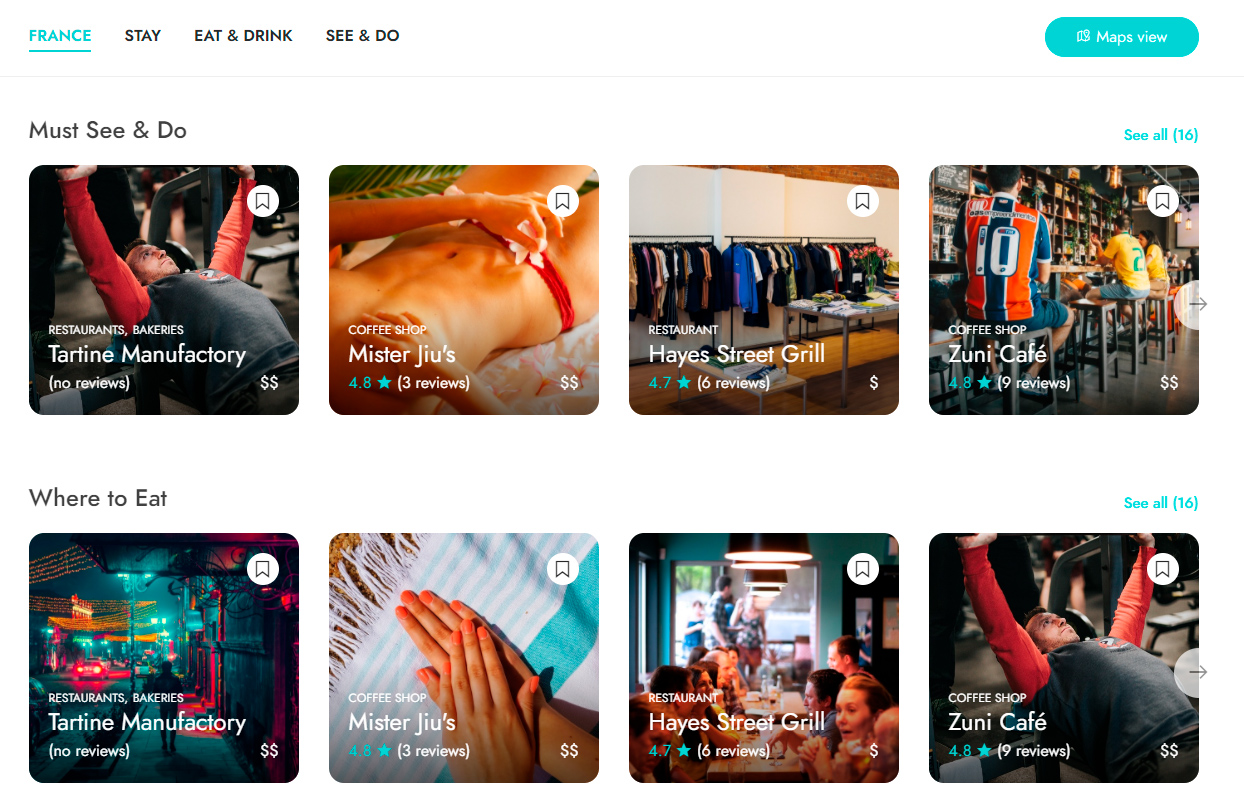 FRANCE STAY EAT & DRINK SEE & DO Maps view
Must See & Do See all (16)
RESTAURANTS, BAKERIES
Tartine Manufactory
(no reviews) $$
COFFEE SHOP
Mister Jiu's
4.8 ★ (3 reviews) $$
RESTAURANT
Hayes Street Grill
4.7 ★ (6 reviews) $
10
2
COFFEE SHOP
Zuni Café
4.8 ★ (9 reviews) $$
Where to Eat See all (16)
RESTAURANTS, BAKERIES
Tartine Manufactory
(no reviews) $$
COFFEE SHOP
Mister Jiu's
4.8 ★ (3 reviews) $$
RESTAURANT
Hayes Street Grill
4.7 ★ (6 reviews) $
COFFEE SHOP
Zuni Café
4.8 ★ (9 reviews) $$